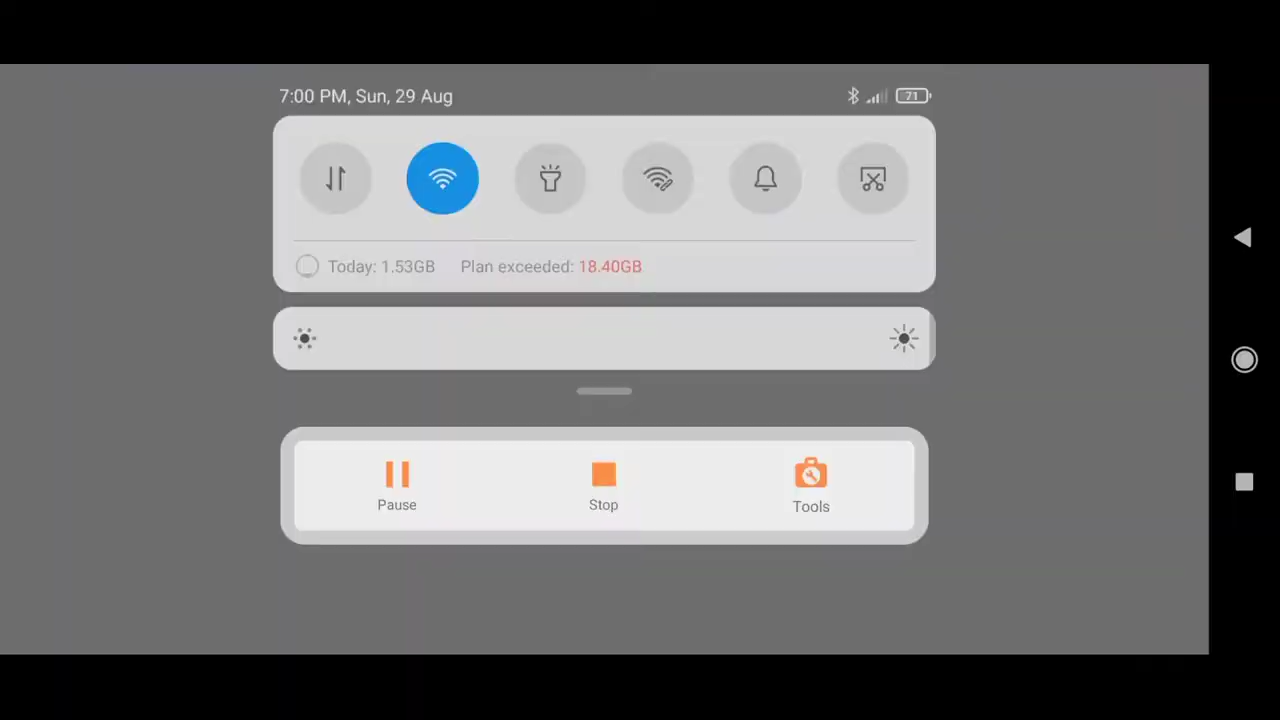 7:00 PM, Sun, 29 Aug
71
Today: 1.53GB Plan exceeded: 18.40GB
Pause Stop Tools